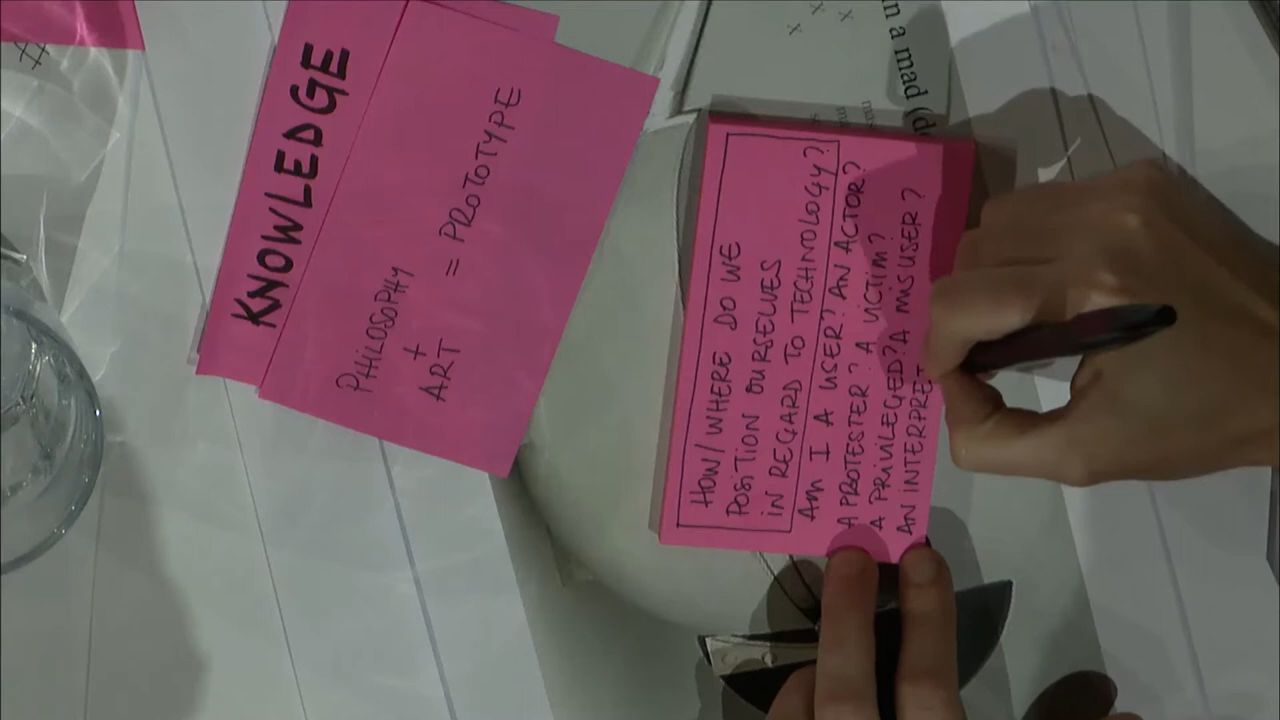 KNOWLEDGE
PHILOSOPHY
+
ART = PROTOTYPE
HOW/WHERE DO WE
POSITION OURSELVES
IN REGARD TO TECHNOLOGY?
AM I A USER? AN ACTOR?
A PROTESTER? A VICTIM?
A PRIVILEGED? A MISUSER?
AN INTERPRET
n a mad (d
x x x
#